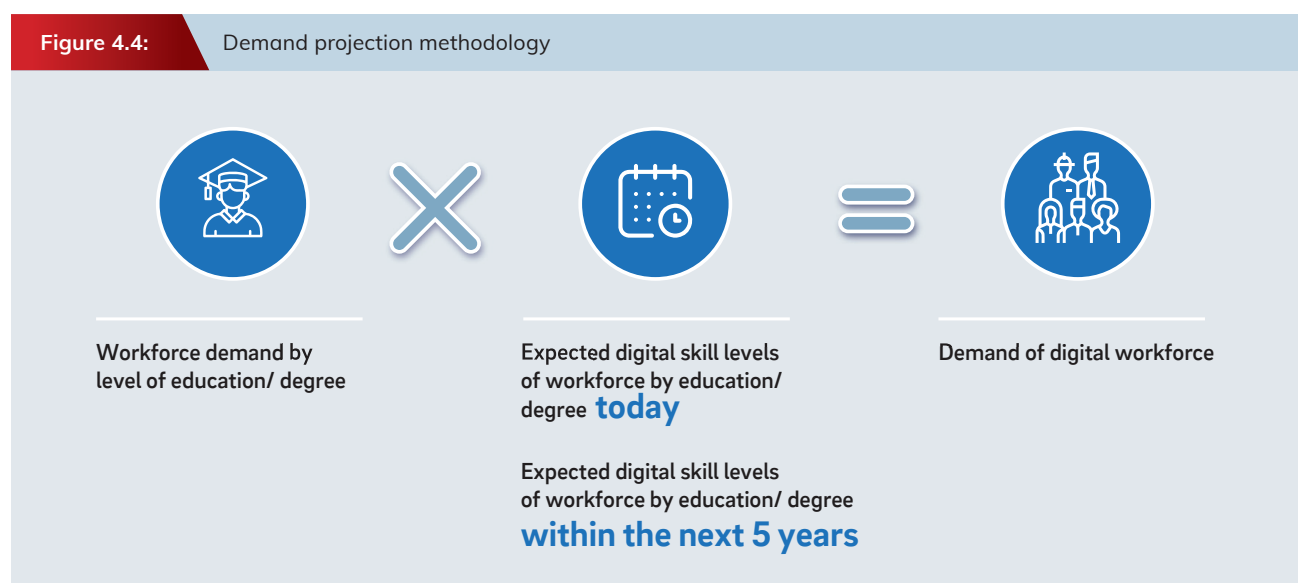 Figure 4.4:
Demand projection methodology
Workforce demand by
level of education/ degree
Expected digital skill levels
of workforce by education/
degree today
Expected digital skill levels
of workforce by education/ degree
within the next 5 years
Demand of digital workforce